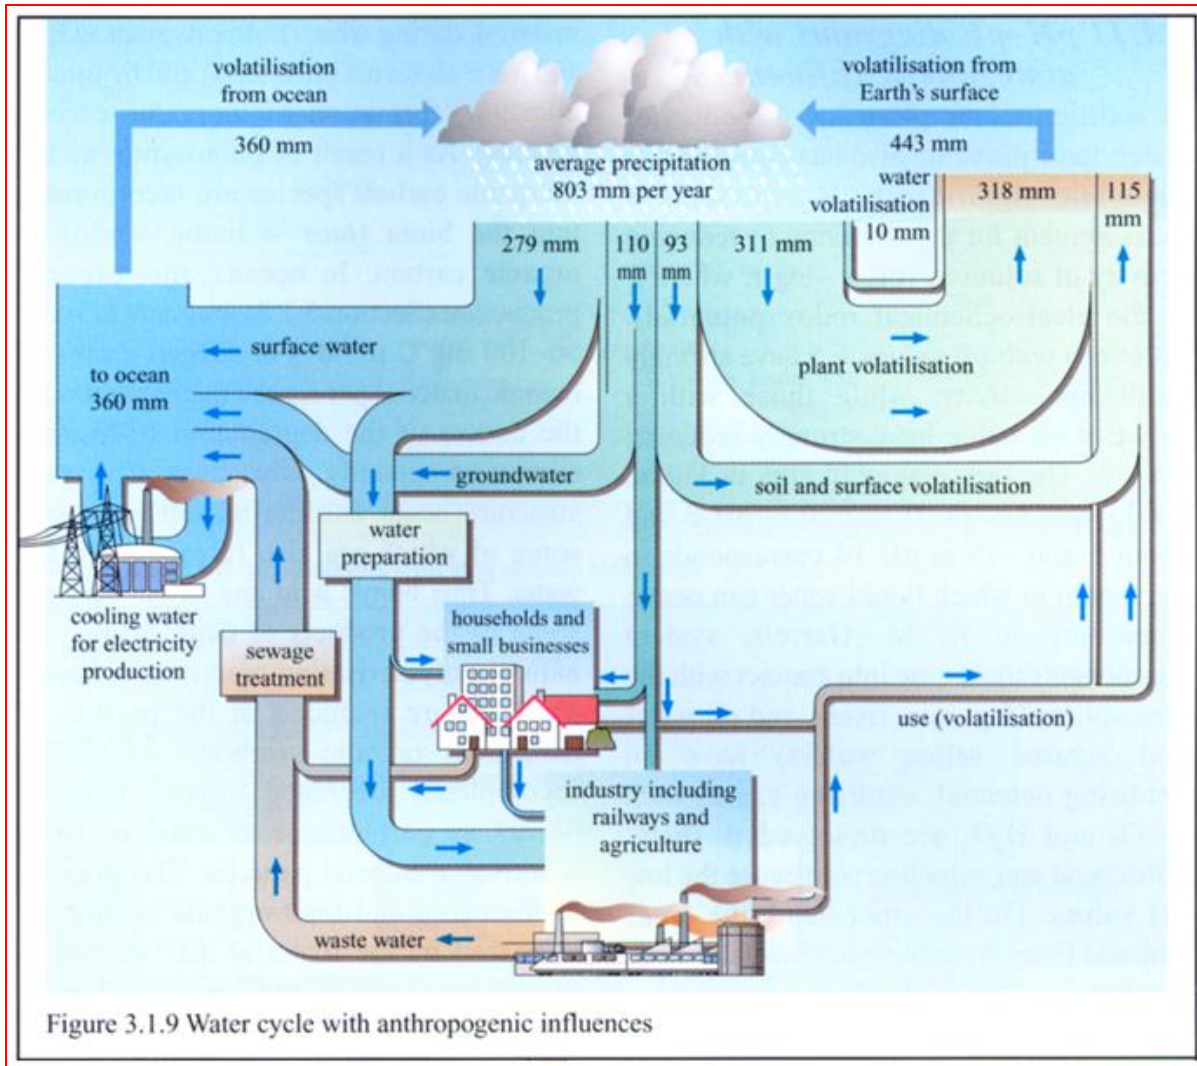 volatilisation
from ocean
360 mm
volatilisation from
Earth's surface
443 mm
average precipitation
803 mm per year
water
volatilisation
10 mm
318 mm
115
mm
279 mm
110
mm
93
mm
311 mm
surface water
to ocean
360 mm
plant volatilisation
groundwater
soil and surface volatilisation
water
preparation
cooling water
for electricity
production
sewage
treatment
households and
small businesses
use (volatilisation)
industry including
railways and
agriculture
waste water
Figure 3.1.9 Water cycle with anthropogenic influences